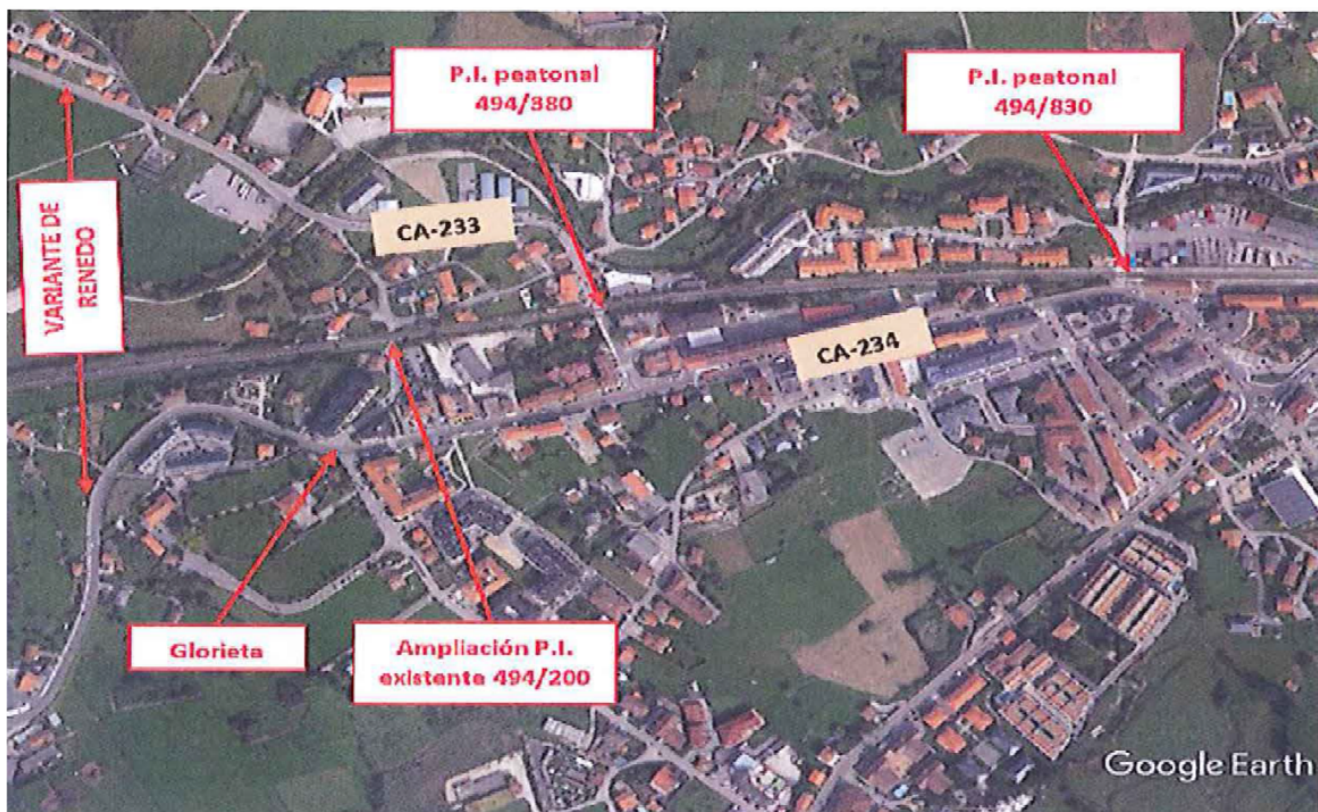 P.I. peatonal
494/380
P.I. peatonal
494/830
VARIANTE DE
RENEDO
CA-233
CA-234
Glorieta
Ampliación P.I.
existente 494/200
Google Earth